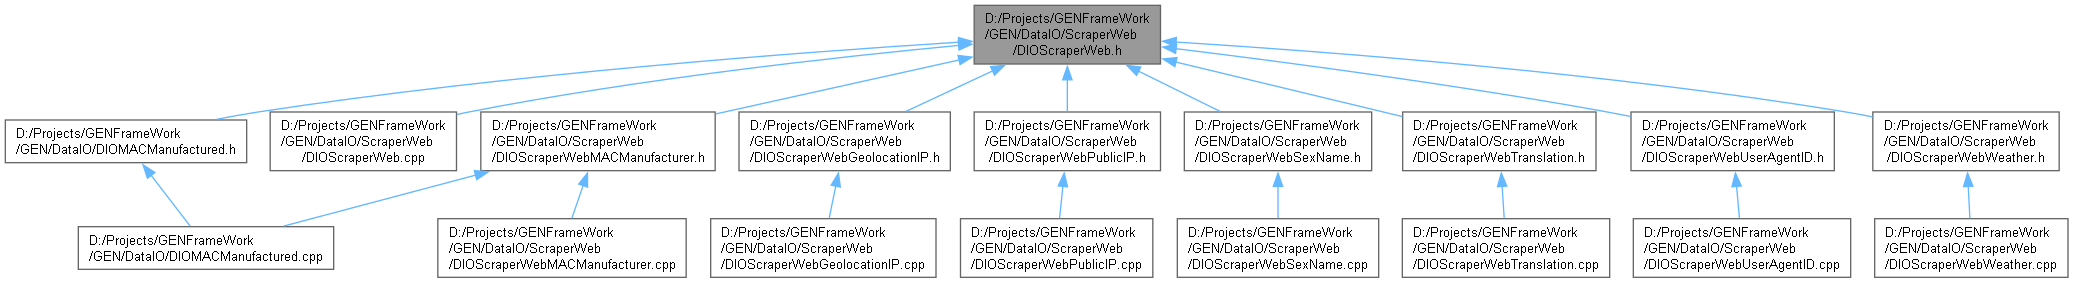 D:/Projects/GENFrameWork
/GEN/DataIO/ScraperWeb
/DIOScraperWeb.h
D:/Projects/GENFrameWork
/GEN/DataIO/DIOMACManufactured.h
D:/Projects/GENFrameWork
/GEN/DataIO/ScraperWeb
/DIOScraperWeb.cpp
D:/Projects/GENFrameWork
/GEN/DataIO/ScraperWeb
/DIOScraperWebMACManufacturer.h
D:/Projects/GENFrameWork
/GEN/DataIO/ScraperWeb
/DIOScraperWebGeolocationIP.h
D:/Projects/GENFrameWork
/GEN/DataIO/ScraperWeb
/DIOScraperWebPublicIP.h
D:/Projects/GENFrameWork
/GEN/DataIO/ScraperWeb
/DIOScraperWebSexName.h
D:/Projects/GENFrameWork
/GEN/DataIO/ScraperWeb
/DIOScraperWebTranslation.h
D:/Projects/GENFrameWork
/GEN/DataIO/ScraperWeb
/DIOScraperWebUserAgentID.h
D:/Projects/GENFrameWork
/GEN/DataIO/ScraperWeb
/DIOScraperWebWeather.h
D:/Projects/GENFrameWork
/GEN/DataIO/DIOMACManufactured.cpp
D:/Projects/GENFrameWork
/GEN/DataIO/ScraperWeb
/DIOScraperWebMACManufacturer.cpp
D:/Projects/GENFrameWork
/GEN/DataIO/ScraperWeb
/DIOScraperWebGeolocationIP.cpp
D:/Projects/GENFrameWork
/GEN/DataIO/ScraperWeb
/DIOScraperWebPublicIP.cpp
D:/Projects/GENFrameWork
/GEN/DataIO/ScraperWeb
/DIOScraperWebSexName.cpp
D:/Projects/GENFrameWork
/GEN/DataIO/ScraperWeb
/DIOScraperWebTranslation.cpp
D:/Projects/GENFrameWork
/GEN/DataIO/ScraperWeb
/DIOScraperWebUserAgentID.cpp
D:/Projects/GENFrameWork
/GEN/DataIO/ScraperWeb
/DIOScraperWebWeather.cpp